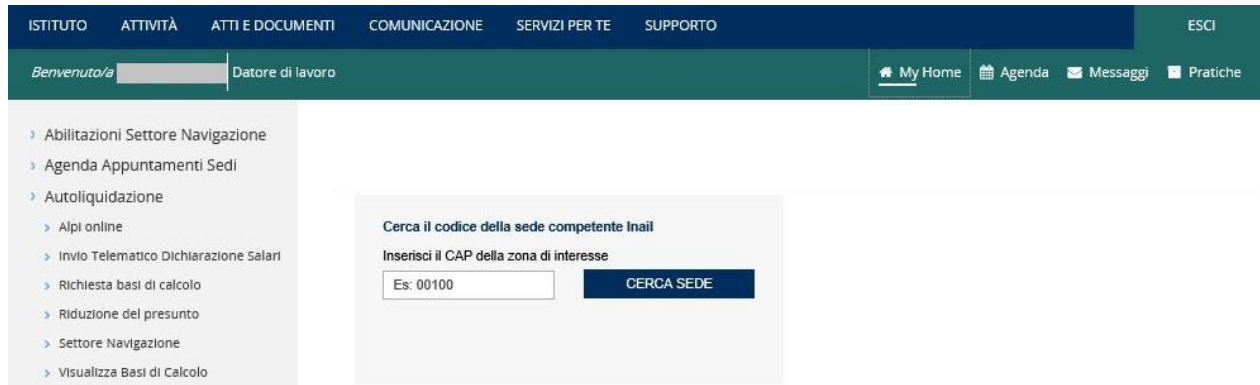 ISTITUTO ATTIVITÀ ATTI E DOCUMENTI COMUNICAZIONE SERVIZI PER TE SUPPORTO ESCI
Benvenuto/a Datore di lavoro My Home Agenda Messaggi Pratiche
Abilitazioni Settore Navigazione
Agenda Appuntamenti Sedi
Autoliquidazione
Alpi online
Invio Telematico Dichiarazione Salari
Richiesta basi di calcolo
Riduzione del presunto
Settore Navigazione
Visualizza Basi di Calcolo
Cerca il codice della sede competente Inail
Inserisci il CAP della zona di interesse
Es: 00100 CERCA SEDE